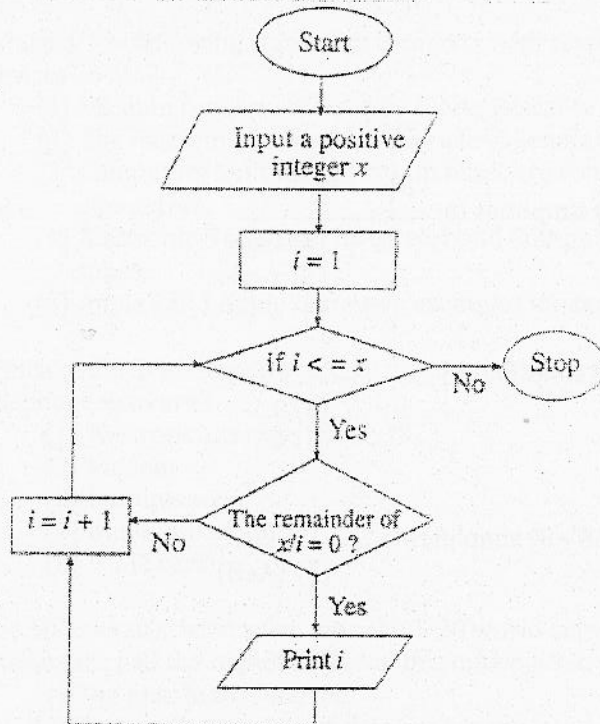 Start
Input a positive
integer x
i = 1
if i < = x
No
Stop
Yes
i = i + 1
No
The remainder of
x/i = 0 ?
Yes
Print i